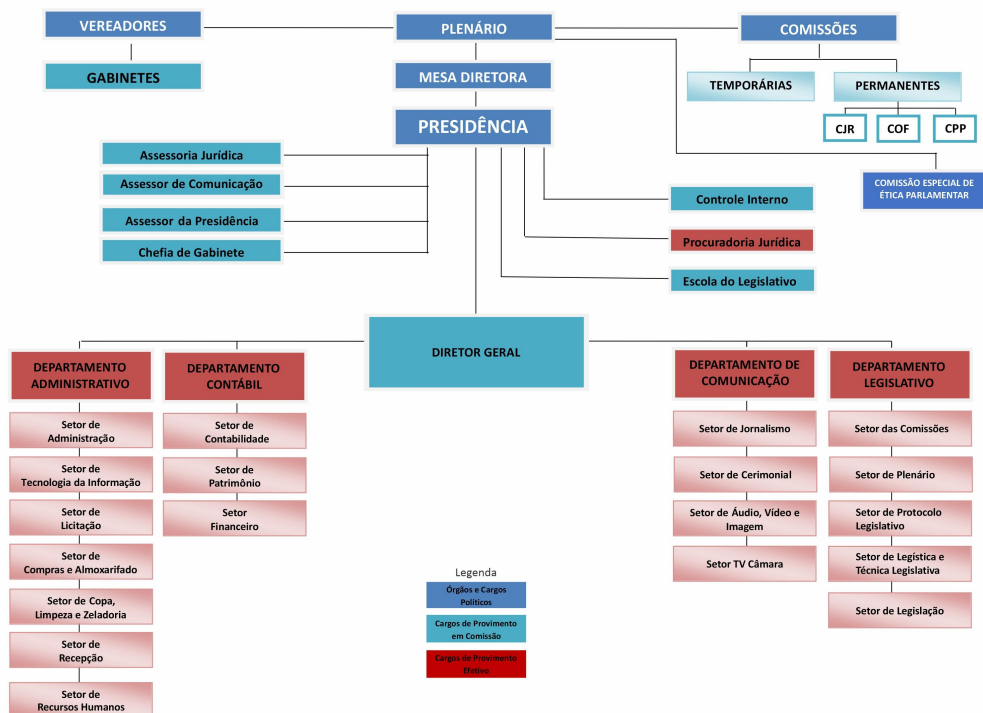 VEREADORES
PLENÁRIO
COMISSÕES
GABINETES
MESA DIRETORA
TEMPORÁRIAS
PERMANENTES
PRESIDÊNCIA
CJR
COF
CPP
Assessoria Jurídica
Assessor de Comunicação
Assessor da Presidência
Chefia de Gabinete
COMISSÃO ESPECIAL DE
ÉTICA PARLAMENTAR
Controle Interno
Procuradoria Jurídica
Escola do Legislativo
DIRETOR GERAL
DEPARTAMENTO
ADMINISTRATIVO
Setor de
Administração
Setor de
Tecnologia da Informação
Setor de
Licitação
Setor de
Compras e Almoxarifado
Setor de Copa,
Limpeza e Zeladoria
Setor de
Recepção
Setor de
Recursos Humanos
DEPARTAMENTO
CONTÁBIL
Setor de
Contabilidade
Setor de
Patrimônio
Setor
Financeiro
DEPARTAMENTO DE
COMUNICAÇÃO
Setor de Jornalismo
Setor de Cerimonial
Setor de Áudio, Vídeo e
Imagem
Setor TV Câmara
DEPARTAMENTO
LEGISLATIVO
Setor das Comissões
Setor de Plenário
Setor de Protocolo
Legislativo
Setor de Legística e
Técnica Legislativa
Setor de Legislação
Legenda
Órgãos e Cargos
Políticos
Cargos de Provimento
em Comissão
Cargos de Provimento
Efetivo